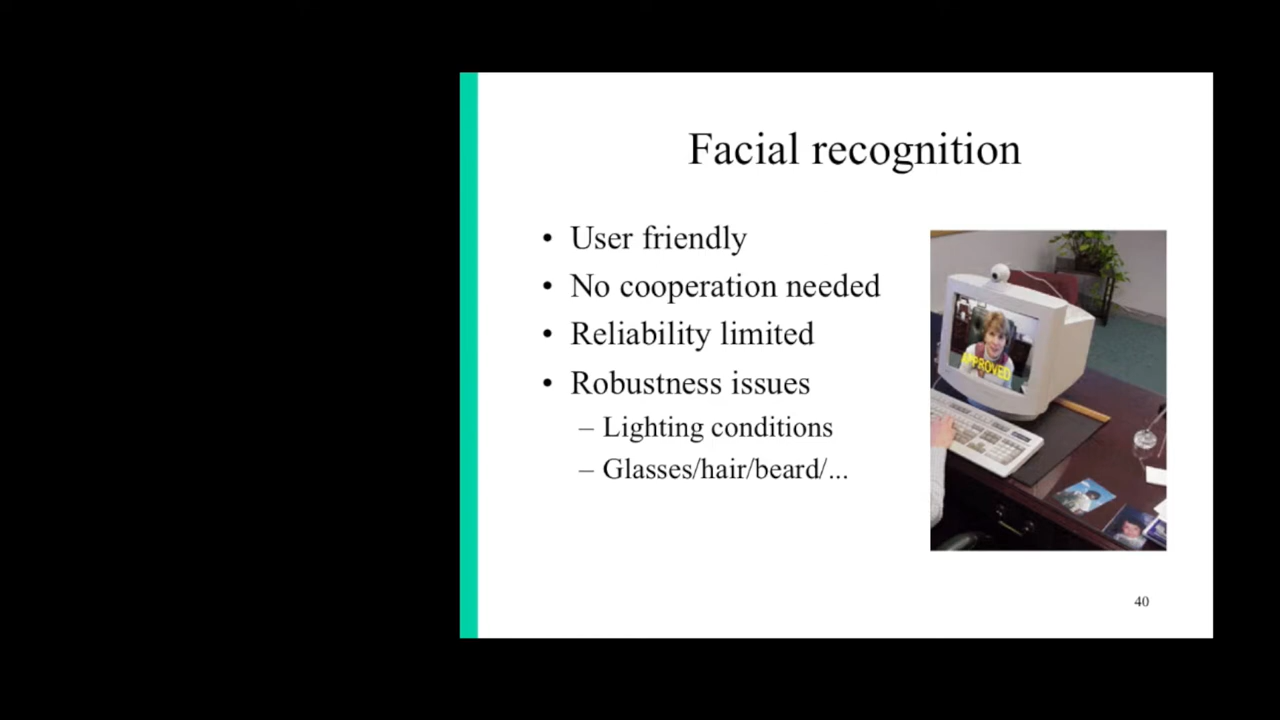 Facial recognition
• User friendly
• No cooperation needed
• Reliability limited
• Robustness issues
– Lighting conditions
– Glasses/hair/beard/...
APPROVED
40